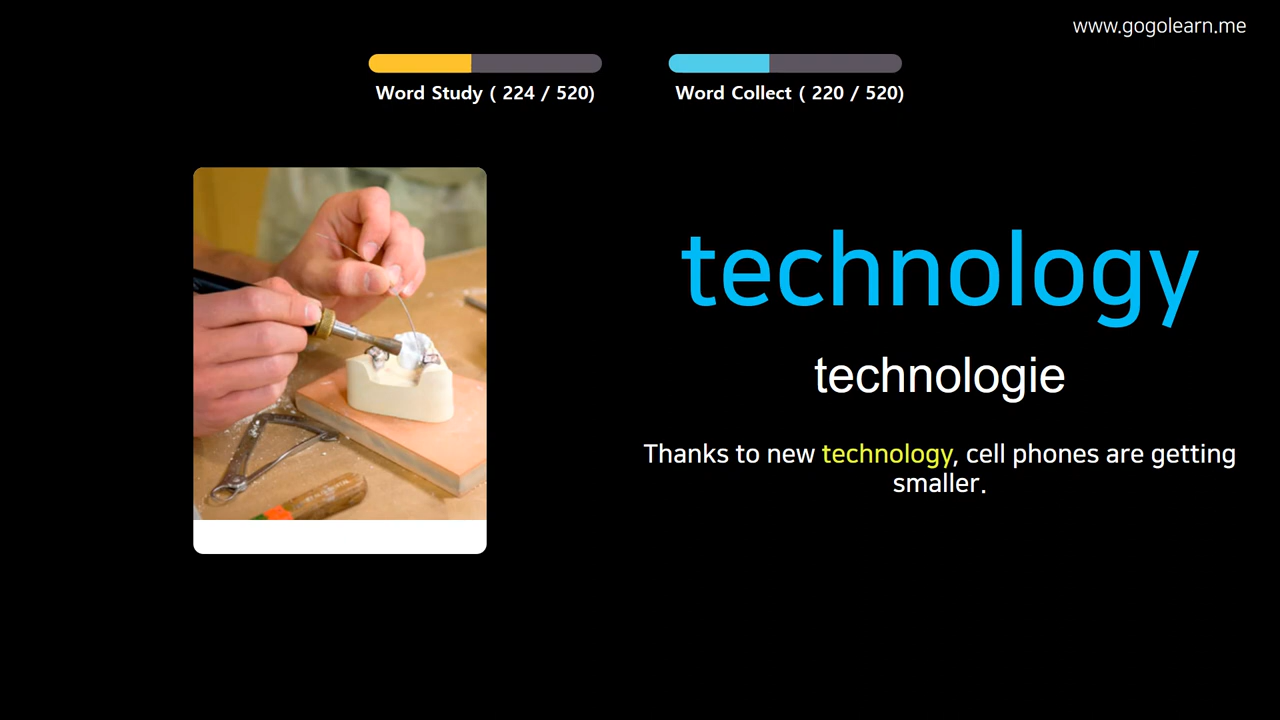 www.gogolearn.me
Word Study ( 224 / 520)
Word Collect ( 220 / 520)
technology
technologie
Thanks to new technology, cell phones are getting
smaller.